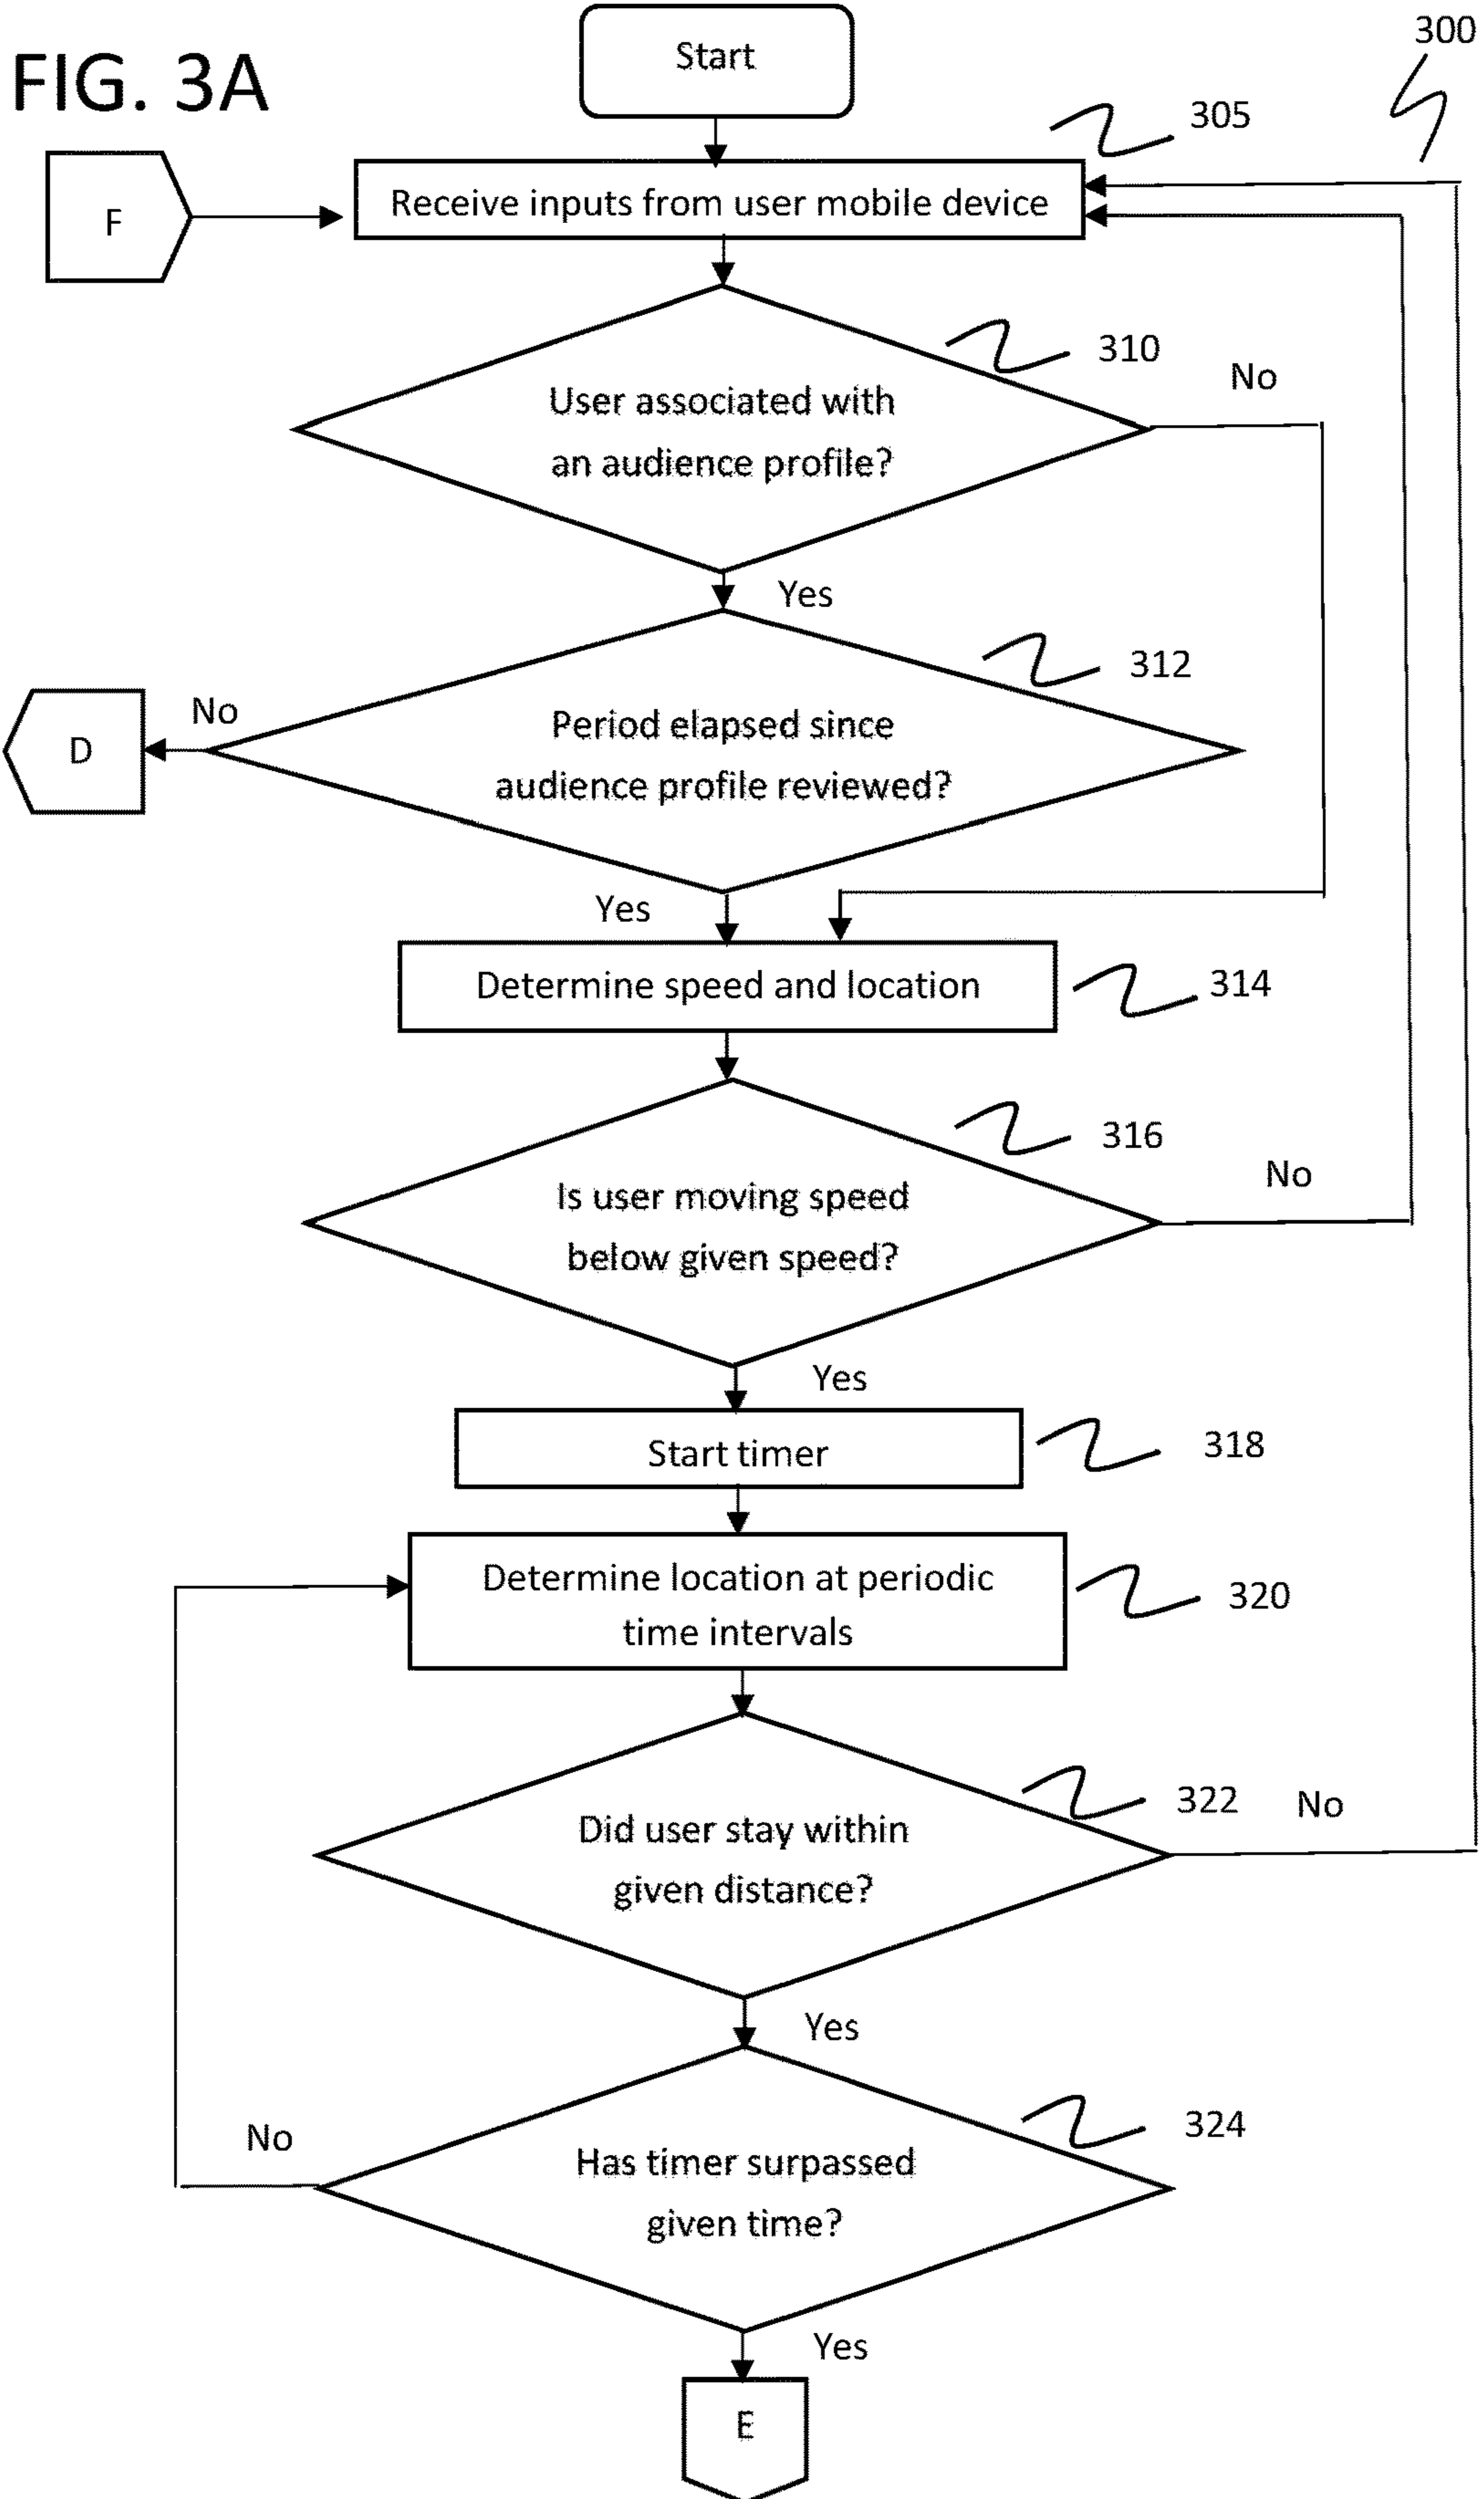 FIG. 3A
Start
300
305
F
Receive inputs from user mobile device
310
No
User associated with
an audience profile?
Yes
312
No
D
Period elapsed since
audience profile reviewed?
Yes
Determine speed and location
314
316
No
Is user moving speed
below given speed?
Yes
Start timer
318
Determine location at periodic
time intervals
320
322
No
Did user stay within
given distance?
Yes
324
No
Has timer surpassed
given time?
Yes
E